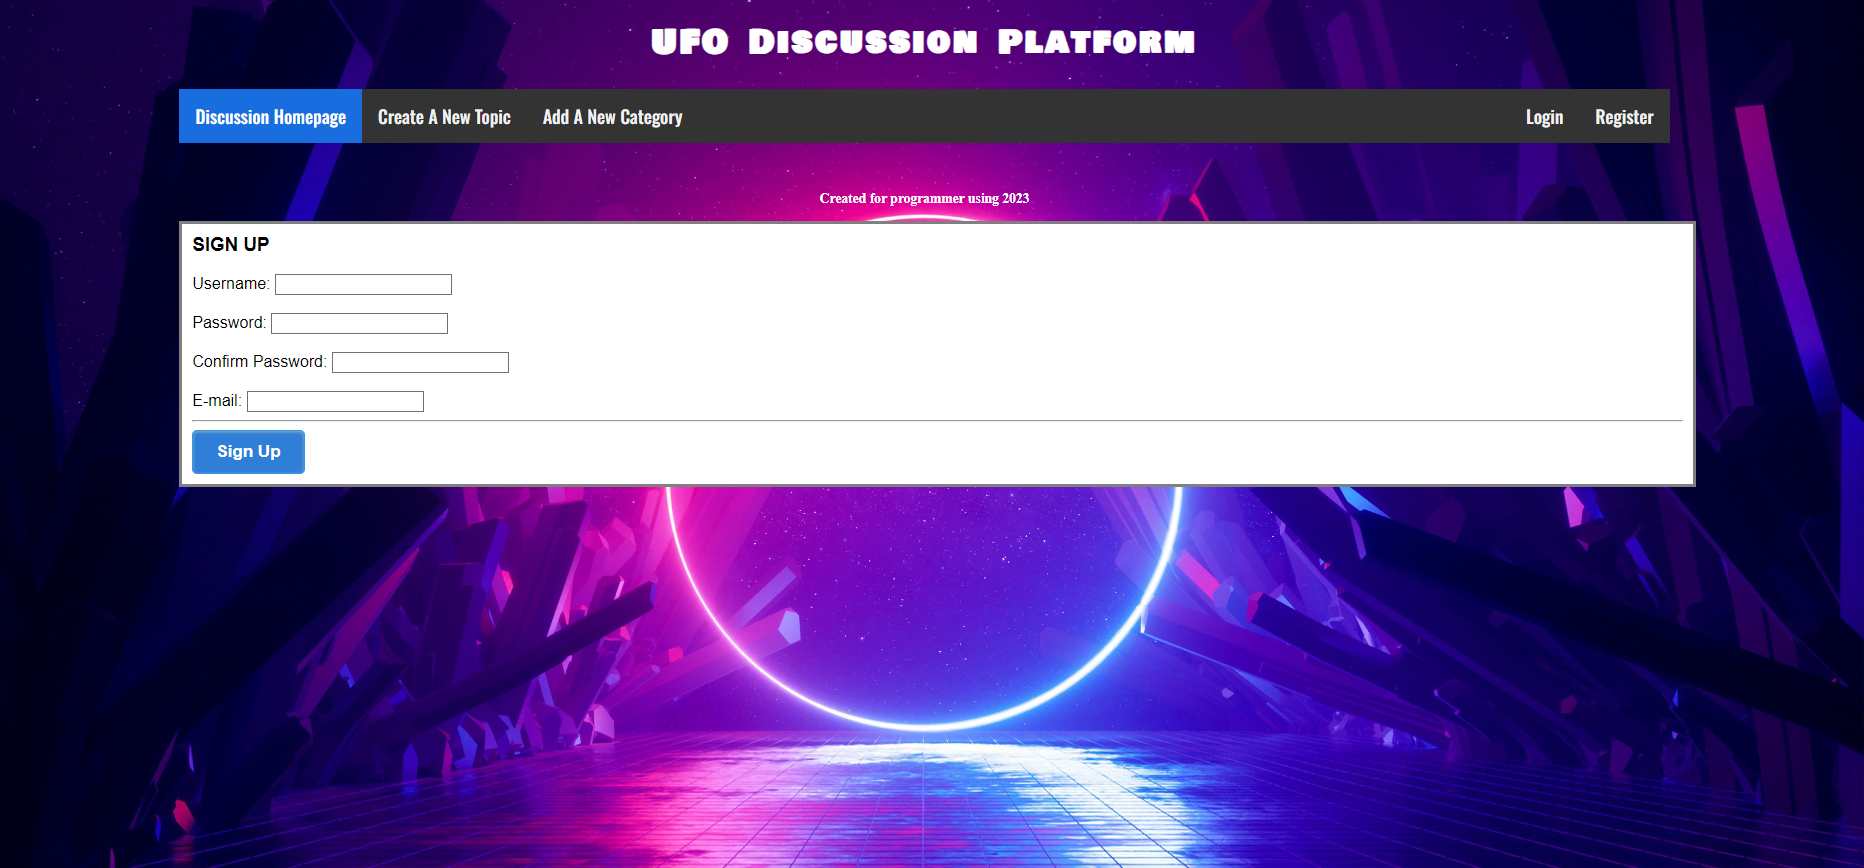 UFO Discussion Platform
Discussion Homepage Create A New Topic Add A New Category Login Register
Created for programmer using 2023
SIGN UP
Username:
Password:
Confirm Password:
E-mail:
Sign Up